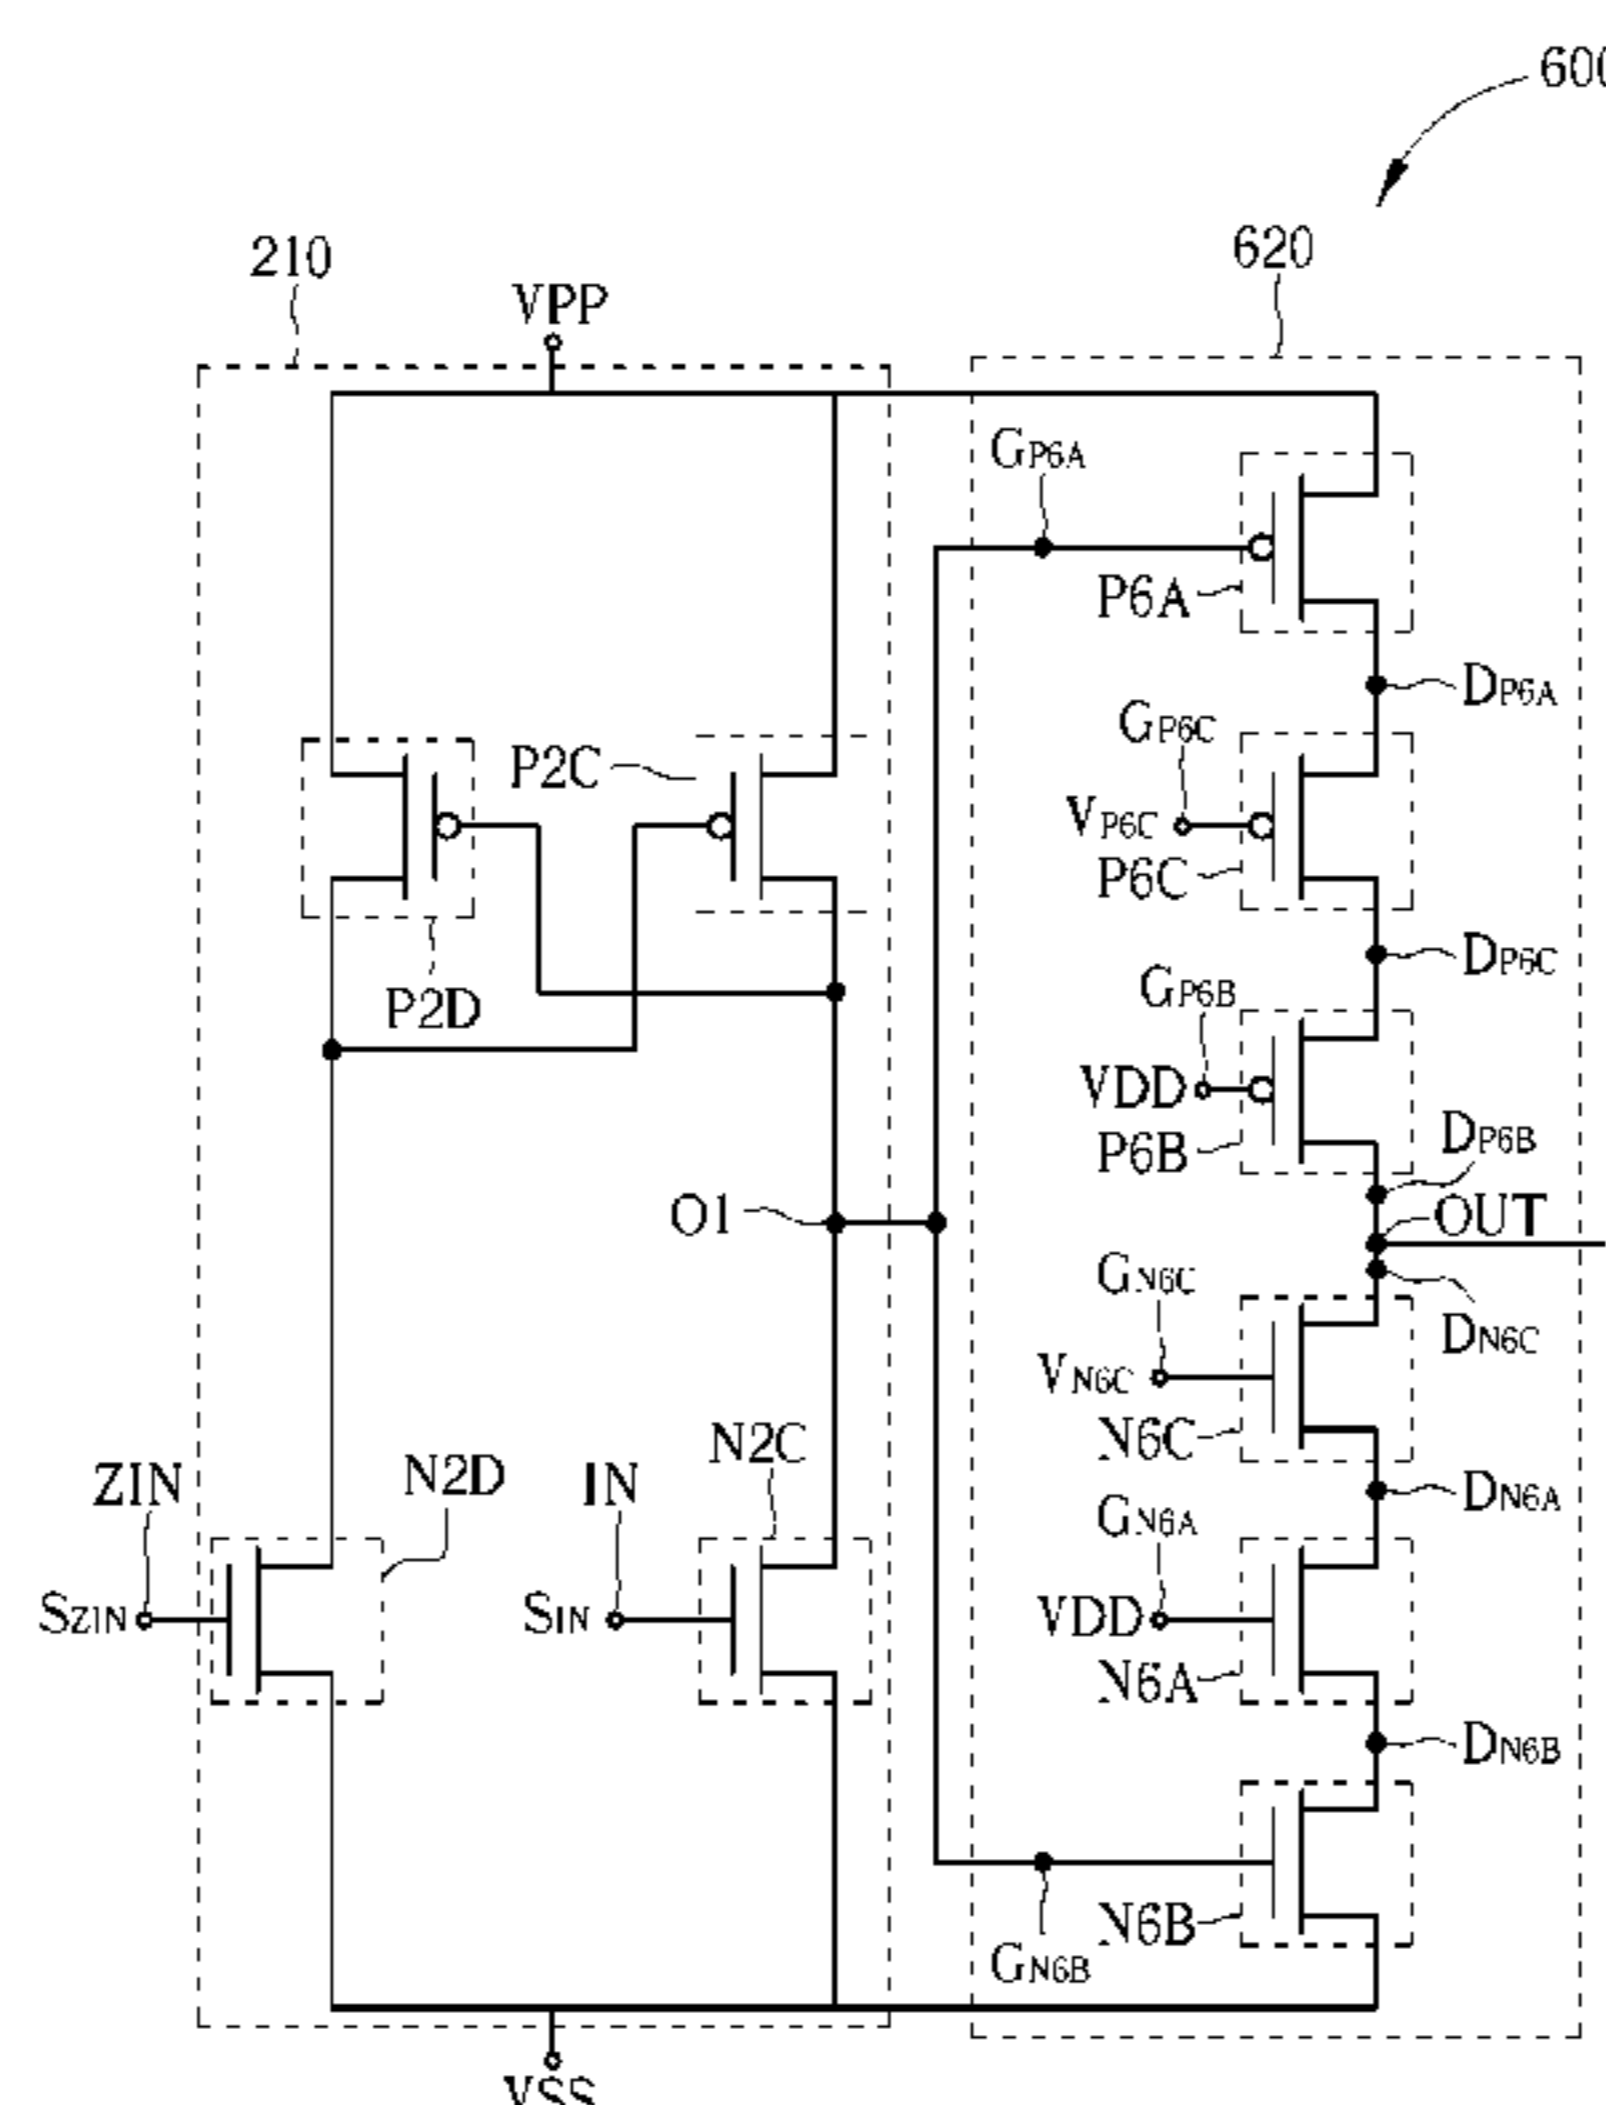 600
210
VPP
620
GP6A
P6A
DP6A
GP6C
P2C
VP6C
P6C
DP6C
GP6B
P2D
VDD
P6B
DP6B
O1
OUT
GN6C
DN6C
VN6C
N6C
N2C
ZIN
N2D
IN
DN6A
GN6A
SZIN
SIN
VDD
N6A
DN6B
N6B
GN6B
VSS